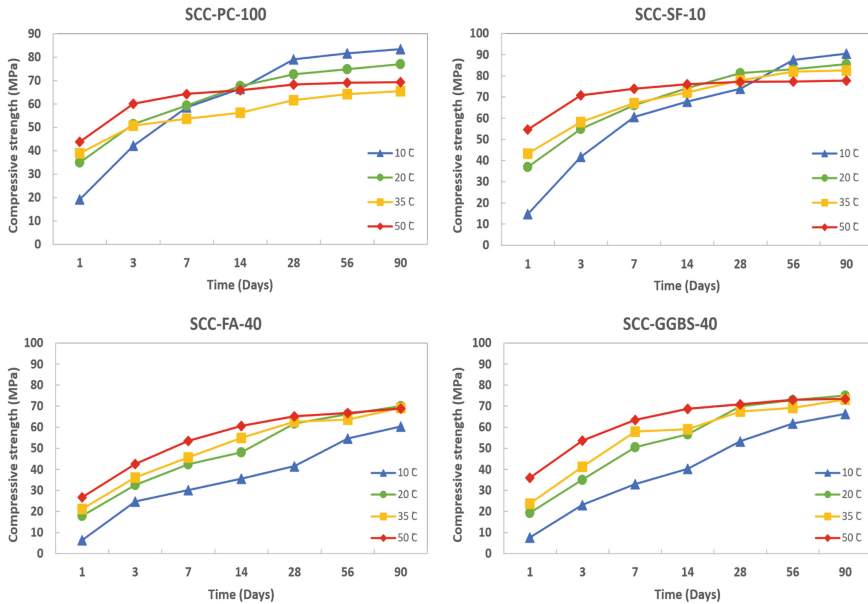 SCC-PC-100
Compressive strength (MPa)
90
80
70
60
50
40
30
20
10
0
1 3 7 14 28 56 90
Time (Days)
10 C
20 C
35 C
50 C
SCC-SF-10
Compressive strength (MPa)
100
90
80
70
60
50
40
30
20
10
0
1 3 7 14 28 56 90
Time (Days)
10 C
20 C
35 C
50 C
SCC-FA-40
Compressive strength (MPa)
100
90
80
70
60
50
40
30
20
10
0
1 3 7 14 28 56 90
Time (Days)
10 C
20 C
35 C
50 C
SCC-GGBS-40
Compressive strength (MPa)
100
90
80
70
60
50
40
30
20
10
0
1 3 7 14 28 56 90
Time (Days)
10 C
20 C
35 C
50 C